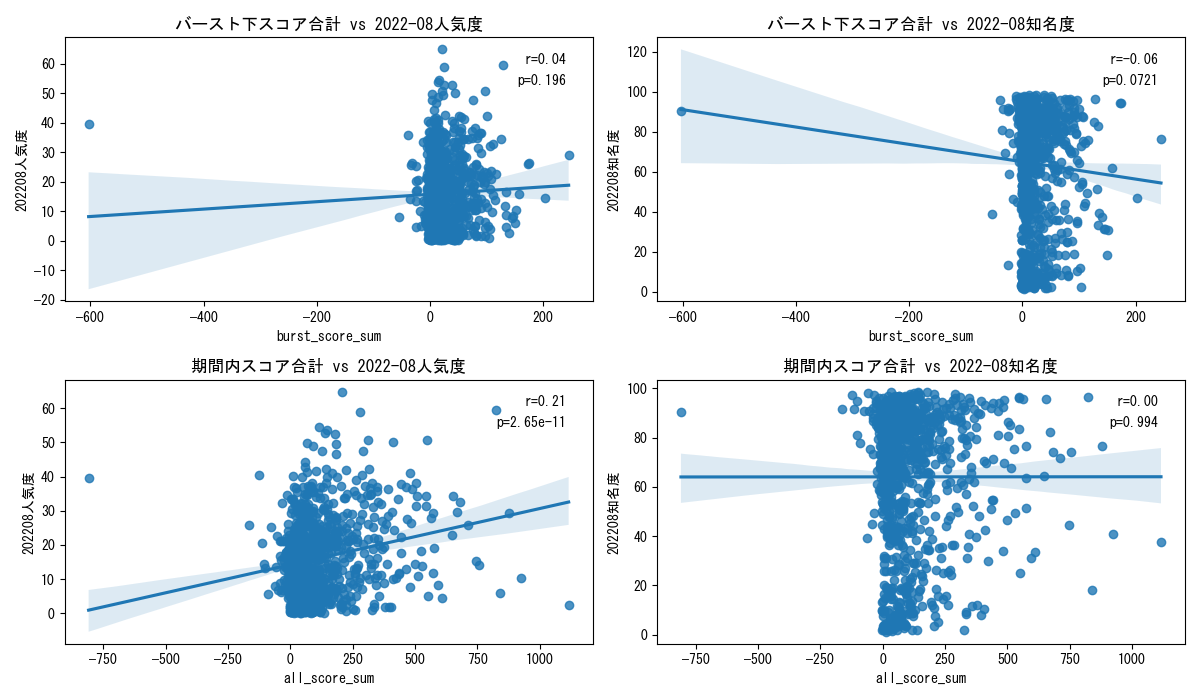 バースト下スコア合計 vs 2022-08人気度
r=0.04
p=0.196
202208人気度
60
50
40
30
20
10
0
−10
−20
−600
−400
−200
0
200
burst_score_sum
バースト下スコア合計 vs 2022-08知名度
r=−0.06
p=0.0721
202208知名度
120
100
80
60
40
20
0
−600
−400
−200
0
200
burst_score_sum
期間内スコア合計 vs 2022-08人気度
r=0.21
p=2.65e−11
202208人気度
60
50
40
30
20
10
0
−750
−500
−250
0
250
500
750
1000
all_score_sum
期間内スコア合計 vs 2022-08知名度
r=0.00
p=0.994
202208知名度
100
80
60
40
20
0
−750
−500
−250
0
250
500
750
1000
all_score_sum